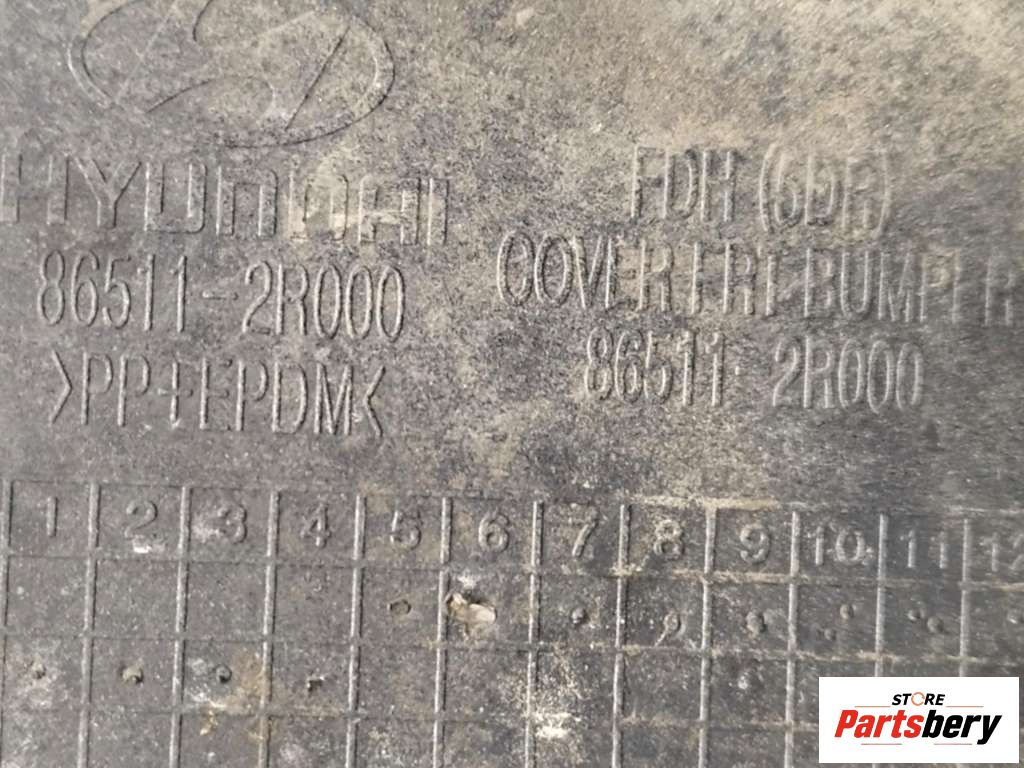 HYUNDAI
86511-2R000
>PP+EPDM<
FDH (5DR)
COVER FRT BUMPER
86511-2R000
1 2 3 4 5 6 7 8 9 10 11 12
STORE
Partsbery